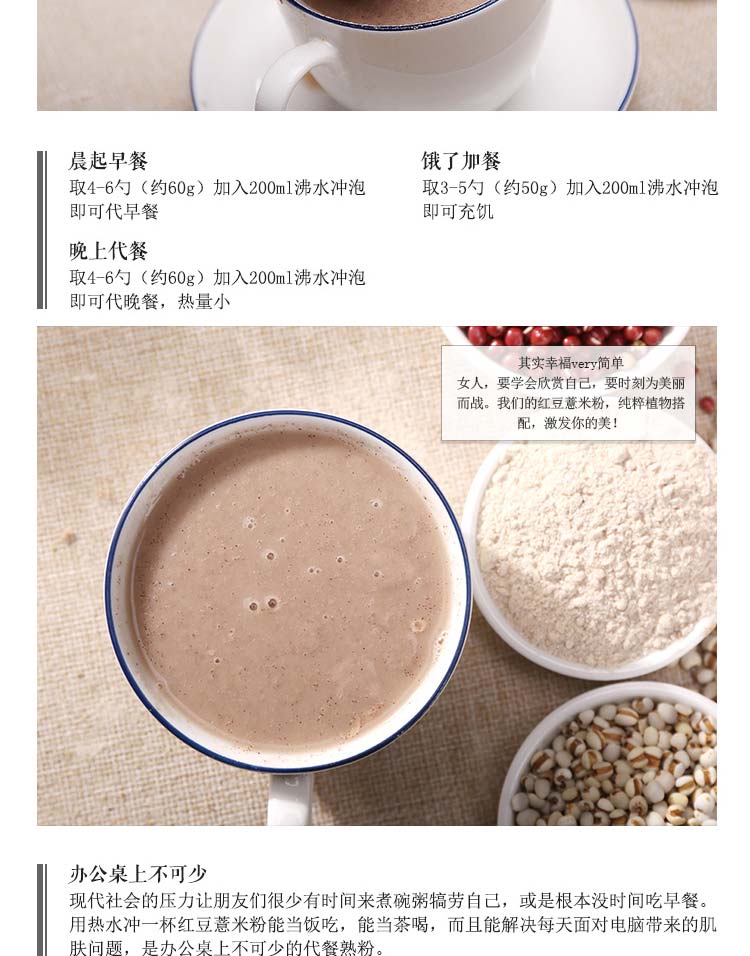 晨起早餐
取4-6勺（约60g）加入200ml沸水冲泡
即可代早餐
饿了加餐
取3-5勺（约50g）加入200ml沸水冲泡
即可充饥
晚上代餐
取4-6勺（约60g）加入200ml沸水冲泡
即可代晚餐，热量小
其实幸福very简单
女人，要学会欣赏自己，要时刻为美丽
而战。我们的红豆薏米粉，纯粹植物搭
配，激发你的美！
办公桌上不可少
现代社会的压力让朋友们很少有时间来煮碗粥犒劳自己，或是根本没时间吃早餐。
用热水冲一杯红豆薏米粉能当饭吃，能当茶喝，而且能解决每天面对电脑带来的肌
肤问题，是办公桌上不可少的代餐熟粉。